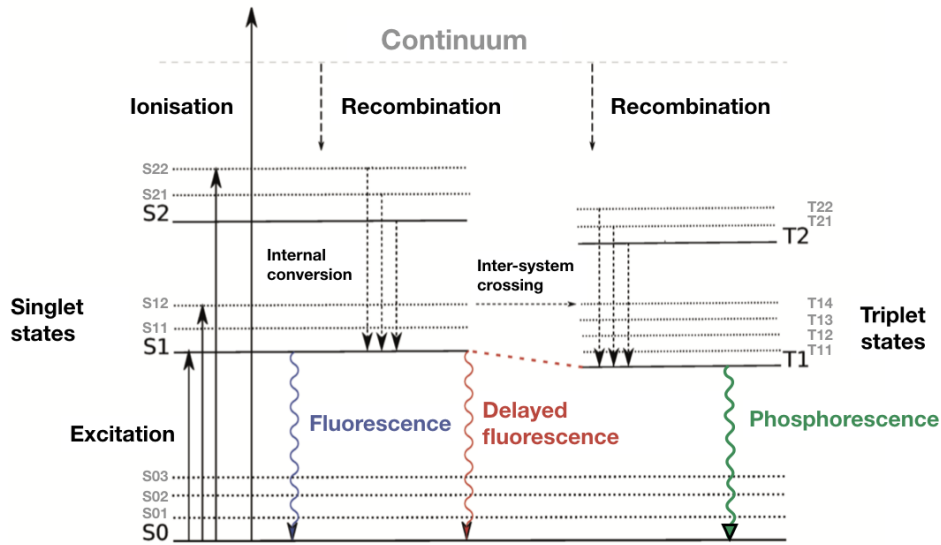 Continuum
Ionisation
Recombination
Recombination
S22
S21
S2
T22
T21
T2
Internal
conversion
Inter-system
crossing
Singlet
states
S12
S11
S1
T14
T13
T12
T11
T1
Triplet
states
Excitation
Fluorescence
Delayed
fluorescence
Phosphorescence
S03
S02
S01
S0